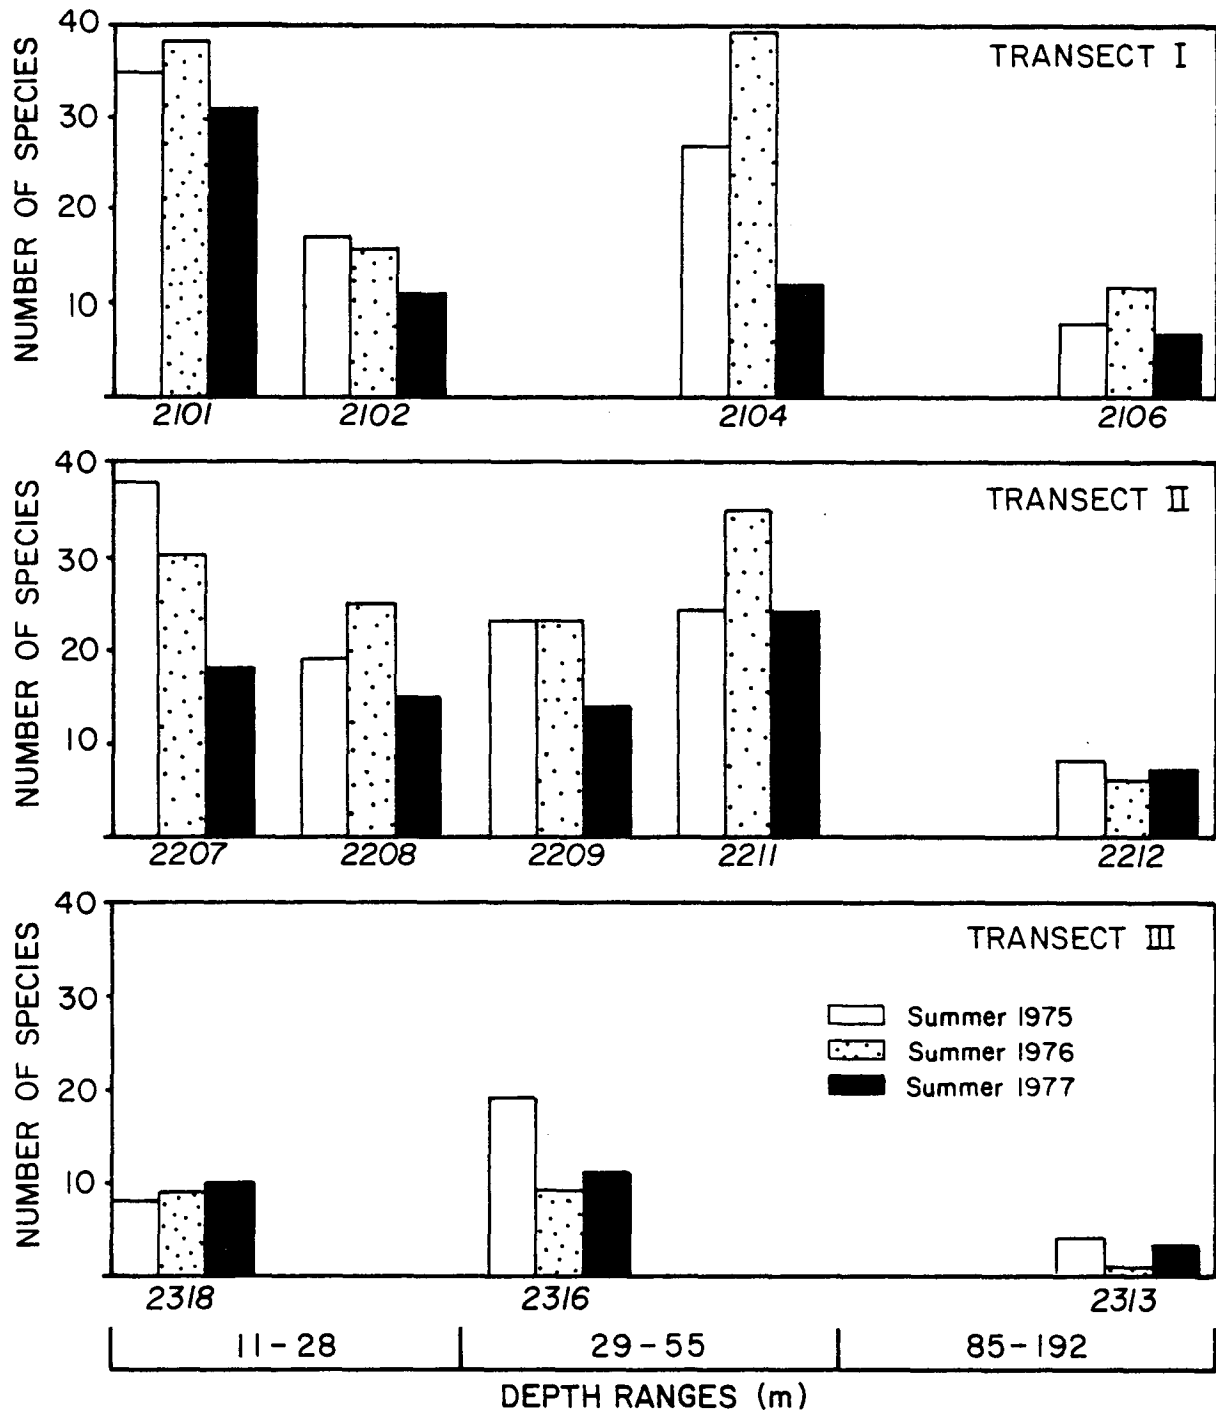 NUMBER OF SPECIES
40
30
20
10
TRANSECT I
2101 2102 2104 2106
NUMBER OF SPECIES
40
30
20
10
TRANSECT II
2207 2208 2209 2211 2212
NUMBER OF SPECIES
40
30
20
10
TRANSECT III
Summer 1975
Summer 1976
Summer 1977
2318 2316 2313
11-28 29-55 85-192
DEPTH RANGES (m)